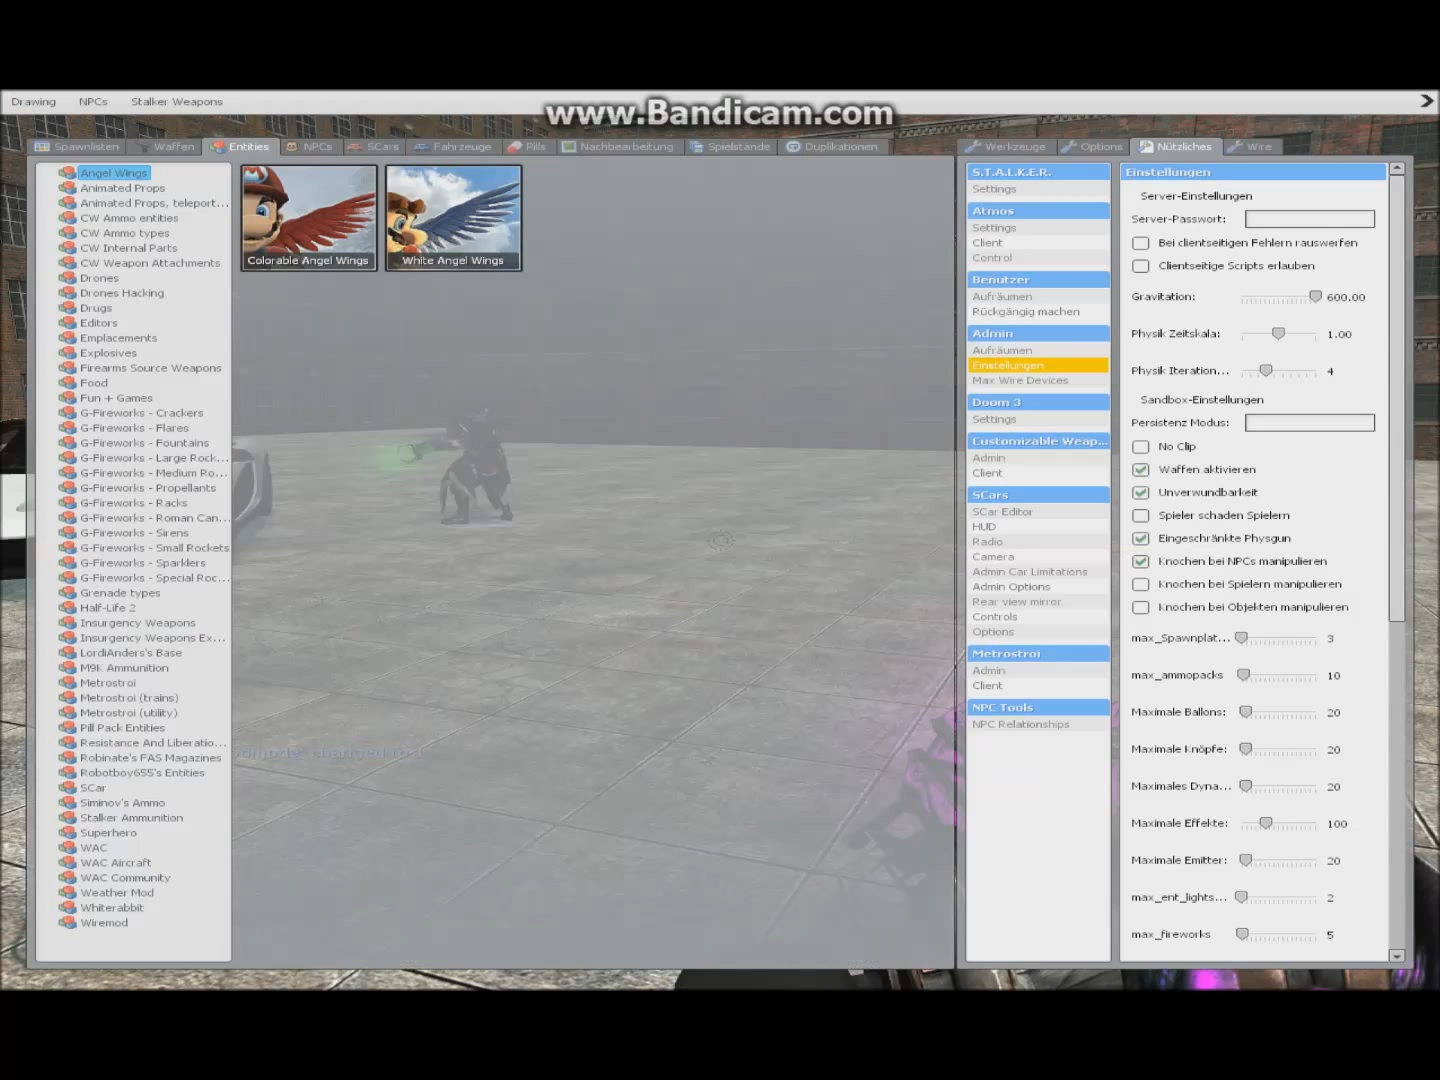 Drawing NPCs Stalker Weapons
www.Bandicam.com
Spawnlisten Waffen Entities NPCs SCars Fahrzeuge Pills Nachbearbeitung Spielstände Duplikationen
Werkzeuge Optionen Nützliches Wire
Angel Wings
Animated Props
Animated Props, teleport...
CW Ammo entities
CW Ammo types
CW Internal Parts
CW Weapon Attachments
Drones
Drones Hacking
Drugs
Editors
Emplacements
Explosives
Firearms Source Weapons
Food
Fun + Games
G-Fireworks - Crackers
G-Fireworks - Flares
G-Fireworks - Fountains
G-Fireworks - Large Rock...
G-Fireworks - Medium Ro...
G-Fireworks - Propellants
G-Fireworks - Racks
G-Fireworks - Roman Can...
G-Fireworks - Sirens
G-Fireworks - Small Rockets
G-Fireworks - Sparklers
G-Fireworks - Special Roc...
Grenade types
Half-Life 2
Insurgency Weapons
Insurgency Weapons Ex...
LordiAnders's Base
M9K Ammunition
Metrostroi
Metrostroi (trains)
Metrostroi (utility)
Pill Pack Entities
Resistance And Liberatio...
Robinate's FAS Magazines
Robotboy655's Entities
SCar
Siminov's Ammo
Stalker Ammunition
Superhero
WAC
WAC Aircraft
WAC Community
Weather Mod
Whiterabbit
Wiremod
Colorable Angel Wings
White Angel Wings
changed to
S.T.A.L.K.E.R.
Settings
Atmos
Settings
Client
Control
Benutzer
Aufräumen
Rückgängig machen
Admin
Aufräumen
Einstellungen
Max Wire Devices
Doom 3
Settings
Customizable Weap...
Admin
Client
SCars
SCar Editor
HUD
Radio
Camera
Admin Car Limitations
Admin Options
Rear view mirror
Controls
Options
Metrostroi
Admin
Client
NPC Tools
NPC Relationships
Einstellungen
Server-Einstellungen
Server-Passwort:
Bei clientseitigen Fehlern rauswerfen
Clientseitige Scripts erlauben
Gravitation: 600.00
Physik Zeitskala: 1.00
Physik Iteration... 4
Sandbox-Einstellungen
Persistenz Modus:
No Clip
Waffen aktivieren
Unverwundbarkeit
Spieler schaden Spielern
Eingeschränkte Physgun
Knochen bei NPCs manipulieren
Knochen bei Spielern manipulieren
Knochen bei Objekten manipulieren
max_Spawnplat... 3
max_ammopacks 10
Maximale Ballons: 20
Maximale Knöpfe: 20
Maximales Dyna... 20
Maximale Effekte: 100
Maximale Emitter: 20
max_ent_lights... 2
max_fireworks 5